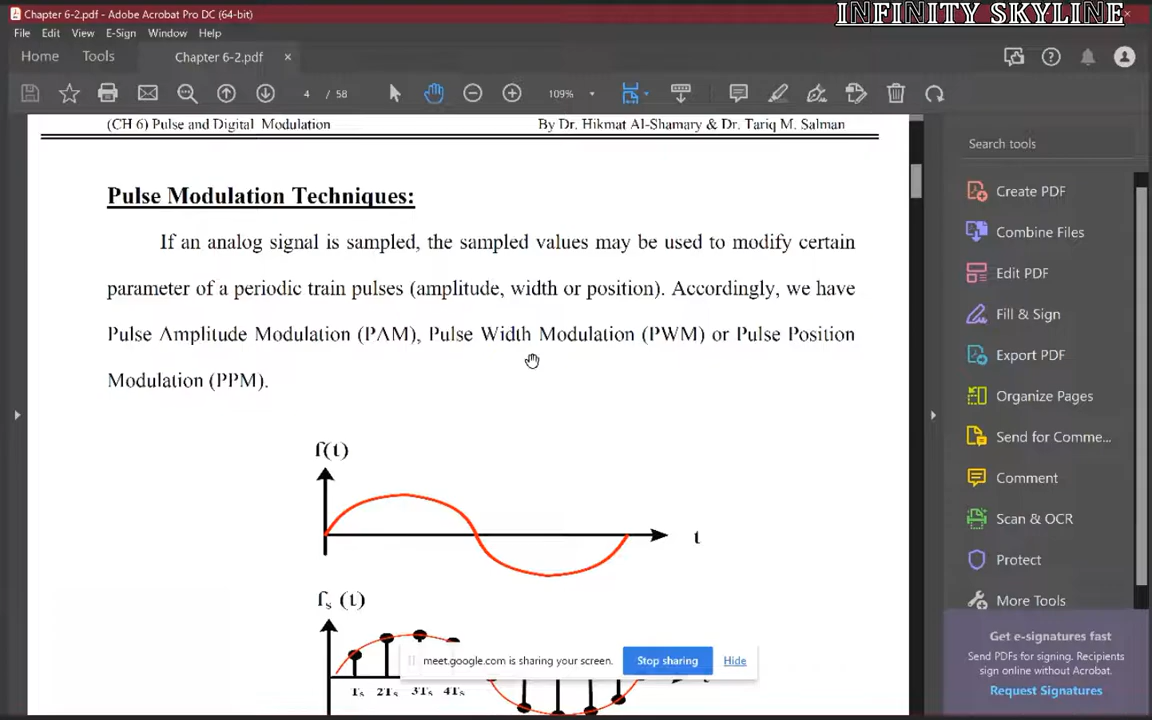 Chapter 6-2.pdf - Adobe Acrobat Pro DC (64-bit)
INFINITY SKYLINE
File Edit View E-Sign Window Help
Home Tools Chapter 6-2.pdf ×
4 / 58 109%
(CH 6) Pulse and Digital Modulation By Dr. Hikmat Al-Shamary & Dr. Tariq M. Salman
Pulse Modulation Techniques:
If an analog signal is sampled, the sampled values may be used to modify certain
parameter of a periodic train pulses (amplitude, width or position). Accordingly, we have
Pulse Amplitude Modulation (PAM), Pulse Width Modulation (PWM) or Pulse Position
Modulation (PPM).
f(t)
t
fs (t)
Ts 2Ts 3Ts 4Ts
meet.google.com is sharing your screen. Stop sharing Hide
Search tools
Create PDF
Combine Files
Edit PDF
Fill & Sign
Export PDF
Organize Pages
Send for Comme...
Comment
Scan & OCR
Protect
More Tools
Get e-signatures fast
Send PDFs for signing. Recipients
sign online without Acrobat.
Request Signatures